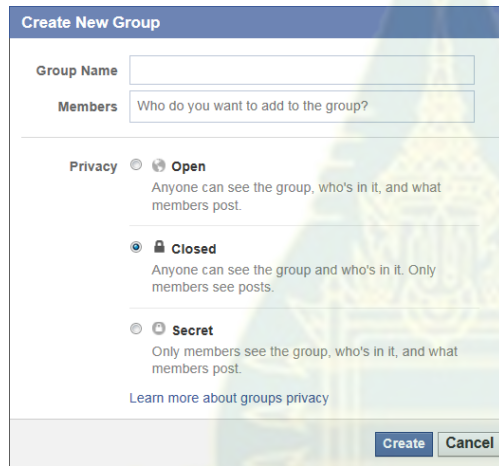 Create New Group
Group Name
Members Who do you want to add to the group?
Privacy Open
Anyone can see the group, who's in it, and what
members post.
Closed
Anyone can see the group and who's in it. Only
members see posts.
Secret
Only members see the group, who's in it, and what
members post.
Learn more about groups privacy
Create Cancel